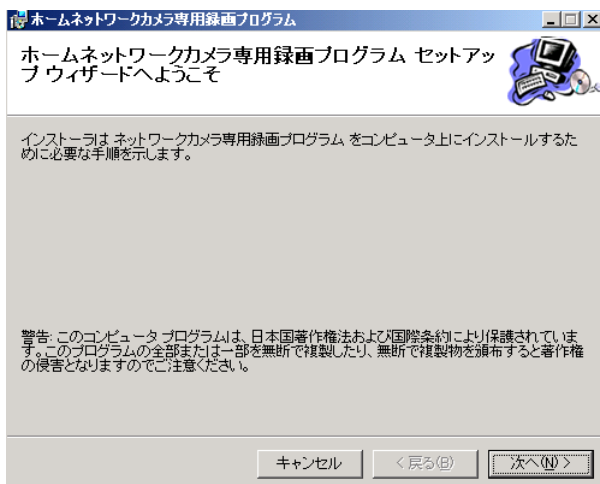 ホームネットワークカメラ専用録画プログラム
ホームネットワークカメラ専用録画プログラム セットアッ
プ ウィザードへようこそ
インストーラは ネットワークカメラ専用録画プログラム をコンピュータ上にインストールするた
めに必要な手順を示します。
警告: このコンピュータ プログラムは、日本国著作権法および国際条約により保護されていま
す。このプログラムの全部または一部を無断で複製したり、無断で複製物を頒布すると著作権
の侵害となりますのでご注意ください。
キャンセル < 戻る(B) 次へ(N) >